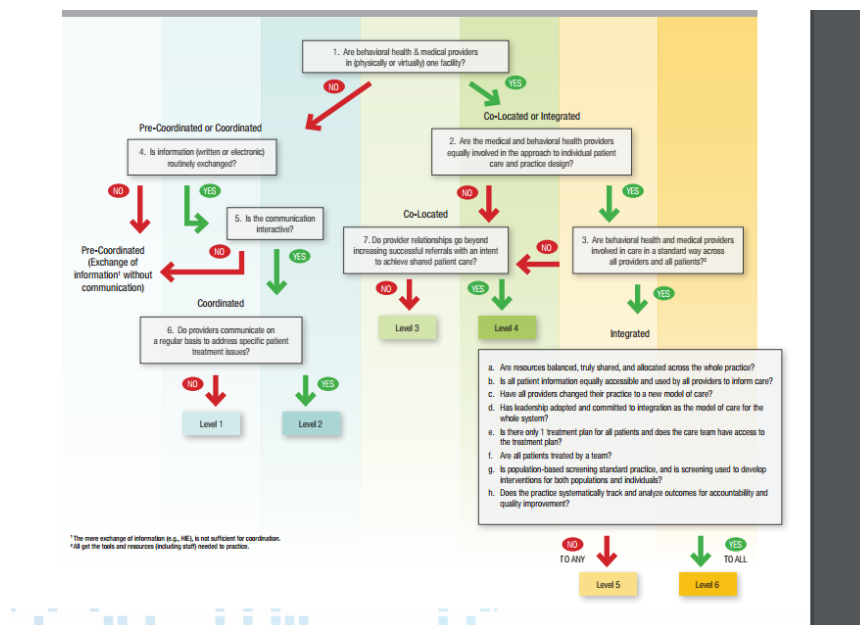 1. Are behavioral health & medical providers
in (physically or virtually) one facility?
NO
YES
Pre-Coordinated or Coordinated
Co-Located or Integrated
4. Is information (written or electronic)
routinely exchanged?
2. Are the medical and behavioral health providers
equally involved in the approach to individual patient
care and practice design?
NO
YES
NO
YES
5. Is the communication
interactive?
Co-Located
7. Do provider relationships go beyond
increasing successful referrals with an intent
to achieve shared patient care?
NO
3. Are behavioral health and medical providers
involved in care in a standard way across
all providers and all patients?²
Pre-Coordinated
(Exchange of
information¹ without
communication)
NO
YES
Coordinated
NO
YES
YES
6. Do providers communicate on
a regular basis to address specific patient
treatment issues?
Level 3
Level 4
Integrated
NO
YES
Level 1
Level 2
a. Are resources balanced, truly shared, and allocated across the whole practice?
b. Is all patient information equally accessible and used by all providers to inform care?
c. Have all providers changed their practice to a new model of care?
d. Has leadership adopted and committed to integration as the model of care for the
whole system?
e. Is there only 1 treatment plan for all patients and does the care team have access to
the treatment plan?
f. Are all patients treated by a team?
g. Is population-based screening standard practice, and is screening used to develop
interventions for both populations and individuals?
h. Does the practice systematically track and analyze outcomes for accountability and
quality improvement?
¹ The mere exchange of information (e.g., HIE), is not sufficient for coordination.
² All get the tools and resources (including staff) needed to practice.
NO
TO ANY
YES
TO ALL
Level 5
Level 6